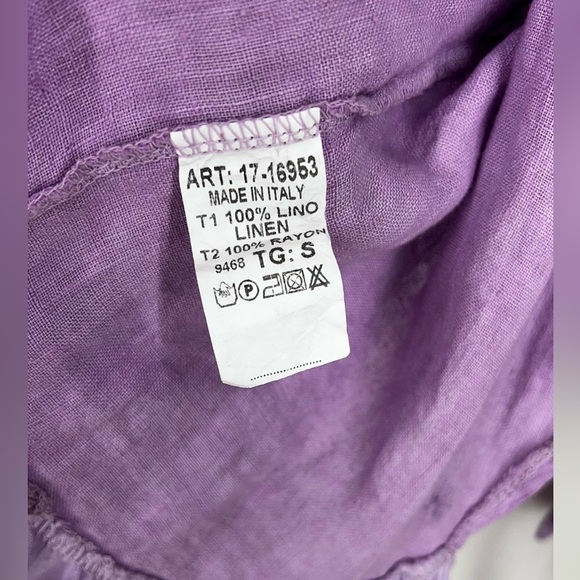 ART: 17-16953
MADE IN ITALY
T1 100% LINO
LINEN
T2 100% RAYON
9468 TG: S
P